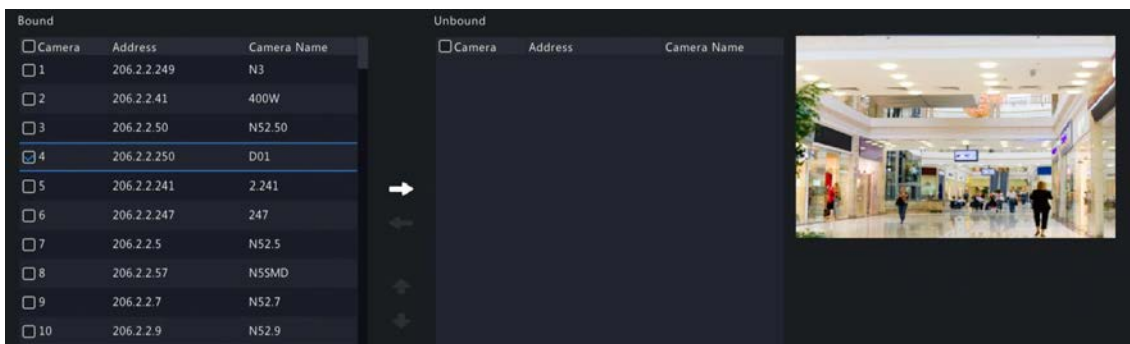 Bound Unbound
Camera Address Camera Name Camera Address Camera Name
1 206.2.2.249 N3
2 206.2.2.41 400W
3 206.2.2.50 N52.50
4 206.2.2.250 D01
5 206.2.2.241 2.241
6 206.2.2.247 247
7 206.2.2.5 N52.5
8 206.2.2.57 N5SMD
9 206.2.2.7 N52.7
10 206.2.2.9 N52.9